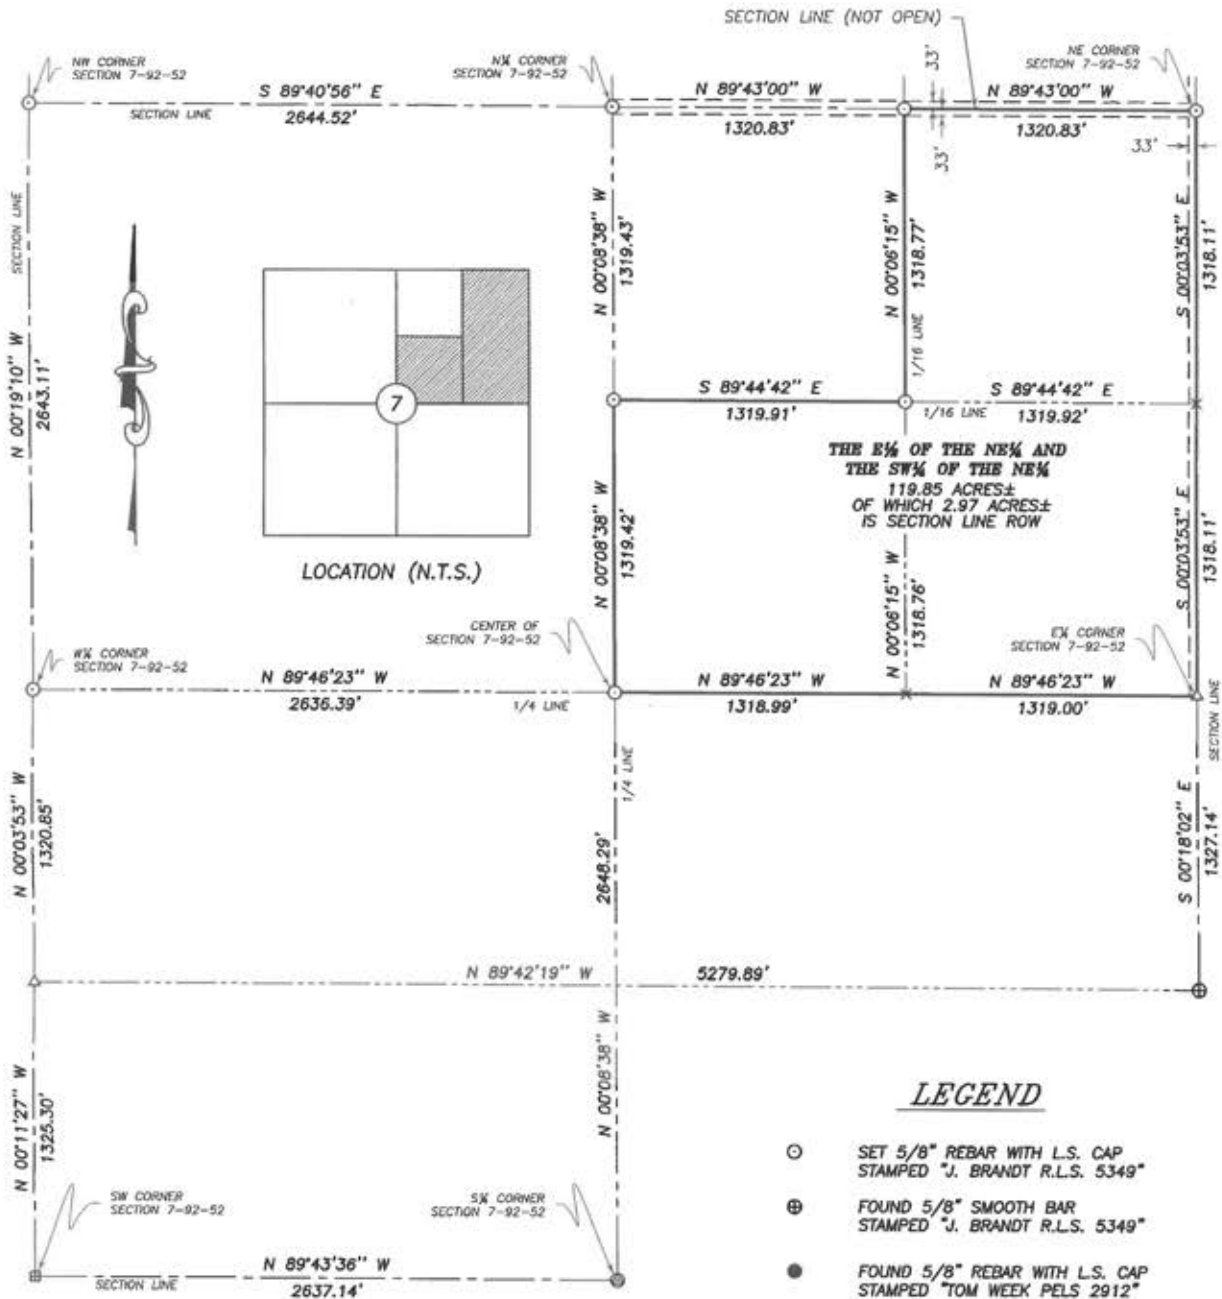 SECTION LINE (NOT OPEN)
NW CORNER
SECTION 7-92-52
N¼ CORNER
SECTION 7-92-52
NE CORNER
SECTION 7-92-52
S 89°40'56" E
2644.52'
SECTION LINE
N 89°43'00" W
1320.83'
N 89°43'00" W
1320.83'
33'
33'
33'
SECTION LINE
N 00°19'10" W
2643.11'
N 00°08'38" W
1319.43'
N 00°06'15" W
1318.77'
1/16 LINE
S 00°03'53" E
1318.11'
7
LOCATION (N.T.S.)
S 89°44'42" E
1319.91'
S 89°44'42" E
1319.92'
1/16 LINE
THE E½ OF THE NE¼ AND
THE SW¼ OF THE NE¼
119.85 ACRES±
OF WHICH 2.97 ACRES±
IS SECTION LINE ROW
N 00°08'38" W
1319.42'
N 00°06'15" W
1318.76'
S 00°03'53" E
1318.11'
W¼ CORNER
SECTION 7-92-52
CENTER OF
SECTION 7-92-52
E¼ CORNER
SECTION 7-92-52
N 89°46'23" W
2636.39'
1/4 LINE
N 89°46'23" W
1318.99'
N 89°46'23" W
1319.00'
SECTION LINE
1/4 LINE
N 00°03'53" W
1320.85'
2648.29'
S 00°18'02" E
1327.14'
N 89°42'19" W
5279.89'
N 00°11'27" W
1325.30'
N 00°08'38" W
SW CORNER
SECTION 7-92-52
S¼ CORNER
SECTION 7-92-52
N 89°43'36" W
2637.14'
SECTION LINE
LEGEND
SET 5/8" REBAR WITH L.S. CAP
STAMPED "J. BRANDT R.L.S. 5349"
FOUND 5/8" SMOOTH BAR
STAMPED "J. BRANDT R.L.S. 5349"
FOUND 5/8" REBAR WITH L.S. CAP
STAMPED "TOM WEEK PELS 2912"